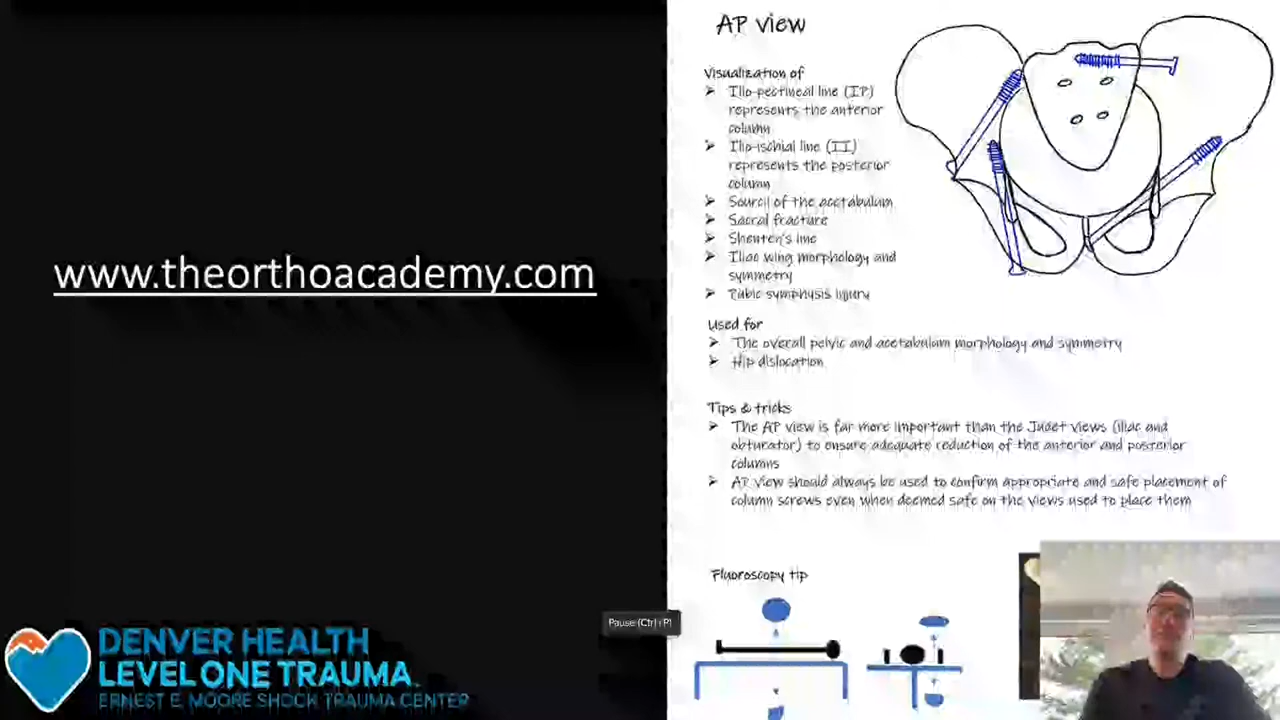 www.theorthoacademy.com
DENVER HEALTH
LEVEL ONE TRAUMA
ERNEST E. MOORE SHOCK TRAUMA CENTER
AP view
Visualization of
➤ Ilio-pectineal line (IP)
represents the anterior
column
➤ Ilio-ischial line (II)
represents the posterior
column
➤ Sourcil of the acetabulum
➤ Sacral fracture
➤ Shenten's line
➤ Iliac wing morphology and
symmetry
➤ Pubic symphysis injury
Used for
➤ The overall pelvic and acetabulum morphology and symmetry
➤ Hip dislocation
Tips & tricks
➤ The AP view is far more important than the Judet views (iliac and
obturator) to ensure adequate reduction of the anterior and posterior
columns
➤ AP view should always be used to confirm appropriate and safe placement of
column screws even when deemed safe on the views used to place them
Fluoroscopy tip
Pause (Ctrl+P)